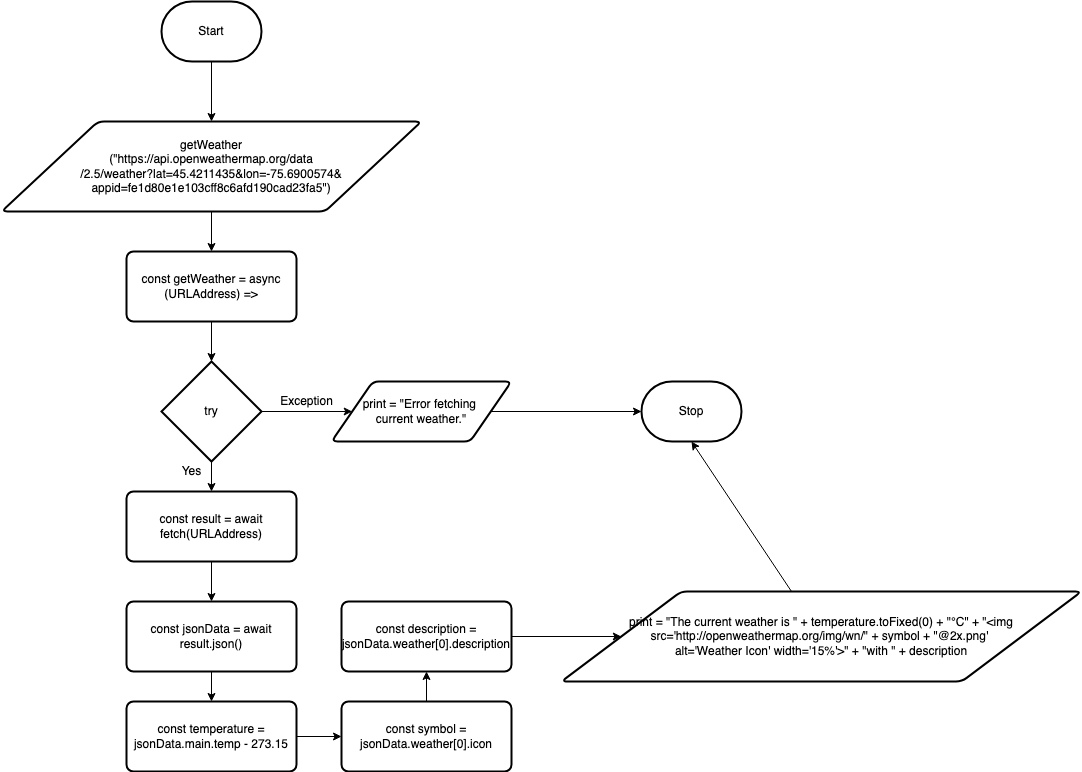 Start
getWeather
("https://api.openweathermap.org/data
/2.5/weather?lat=45.4211435&lon=-75.6900574&
appid=fe1d80e1e103cff8c6afd190cad23fa5")
const getWeather = async
(URLAddress) =>
try
Exception
print = "Error fetching
current weather."
Stop
Yes
const result = await
fetch(URLAddress)
const jsonData = await
result.json()
const description =
jsonData.weather[0].description
print = "The current weather is " + temperature.toFixed(0) + "°C" + "<img
src='http://openweathermap.org/img/wn/" + symbol + "@2x.png'
alt='Weather Icon' width='15%'>" + "with " + description
const temperature =
jsonData.main.temp - 273.15
const symbol =
jsonData.weather[0].icon